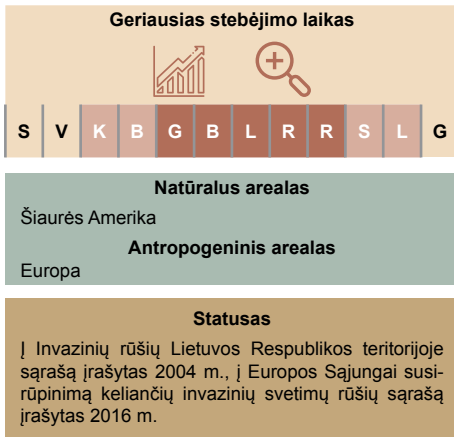 Geriausias stebėjimo laikas
S V K B G B L R R S L G
Natūralus arealas
Šiaurės Amerika
Antropogeninis arealas
Europa
Statusas
Į Invazinių rūšių Lietuvos Respublikos teritorijoje
sąrašą įrašytas 2004 m., į Europos Sąjungai susi-
rūpinimą keliančių invazinių svetimų rūšių sąrašą
įrašytas 2016 m.